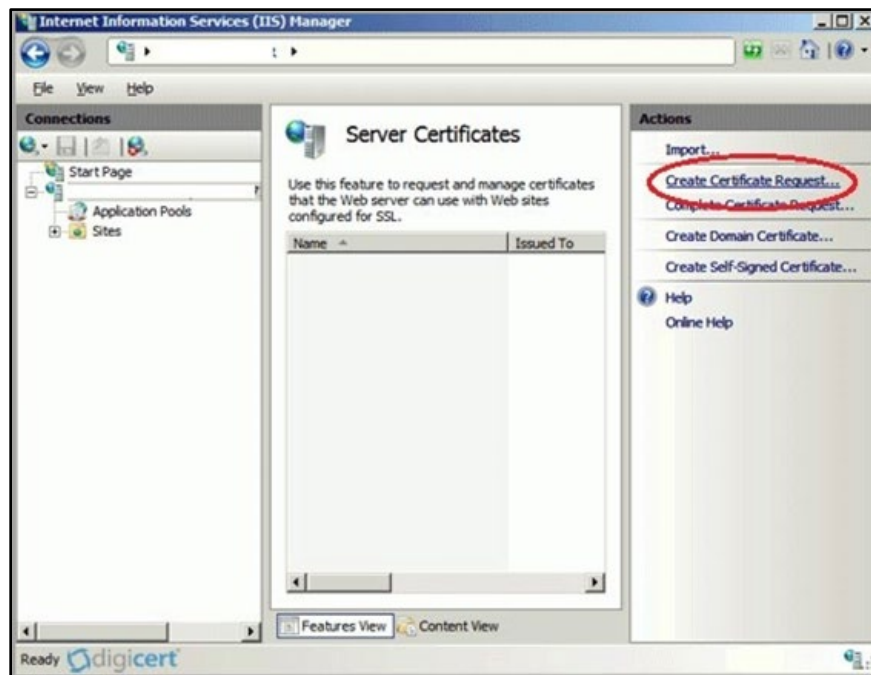 Internet Information Services (IIS) Manager
File View Help
Connections
Start Page
Application Pools
Sites
Server Certificates
Use this feature to request and manage certificates
that the Web server can use with Web sites
configured for SSL.
Name Issued To
Features View Content View
Actions
Import...
Create Certificate Request...
Complete Certificate Request...
Create Domain Certificate...
Create Self-Signed Certificate...
Help
Online Help
Ready digicert